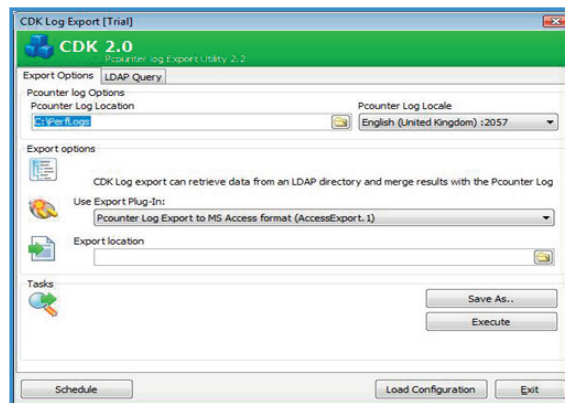 CDK Log Export [Trial]
CDK 2.0
Pcounter log Export Utility 2.2
Export Options
LDAP Query
Pcounter log Options
Pcounter Log Location
Pcounter Log Locale
C:\PerfLogs
English (United Kingdom) :2057
Export options
CDK Log export can retrieve data from an LDAP directory and merge results with the Pcounter Log
Use Export Plug-In:
Pcounter Log Export to MS Access format (AccessExport.1)
Export location
Tasks
Save As..
Execute
Schedule
Load Configuration
Exit